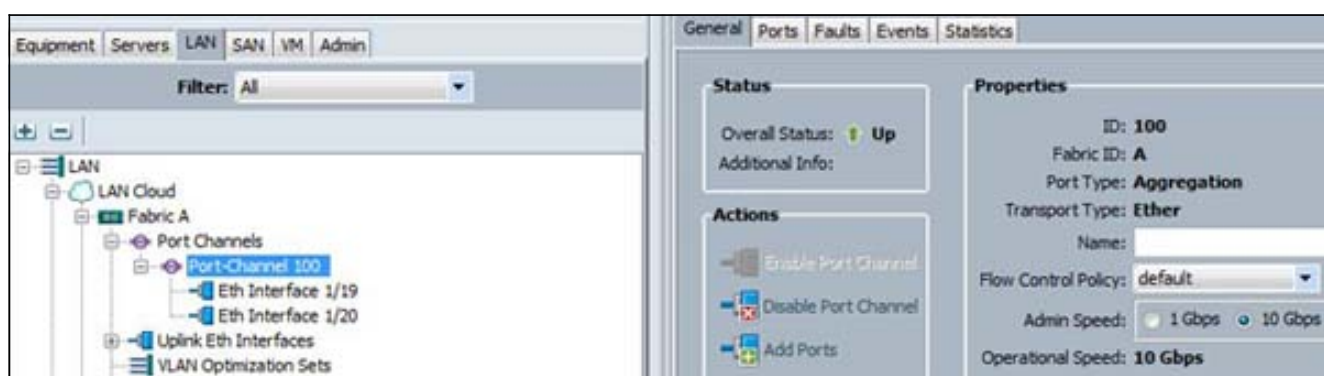 Equipment Servers LAN SAN VM Admin
Filter: All
LAN
LAN Cloud
Fabric A
Port Channels
Port-Channel 100
Eth Interface 1/19
Eth Interface 1/20
Uplink Eth Interfaces
VLAN Optimization Sets
General Ports Faults Events Statistics
Status
Overall Status: Up
Additional Info:
Actions
Enable Port Channel
Disable Port Channel
Add Ports
Properties
ID: 100
Fabric ID: A
Port Type: Aggregation
Transport Type: Ether
Name:
Flow Control Policy: default
Admin Speed: 1 Gbps 10 Gbps
Operational Speed: 10 Gbps